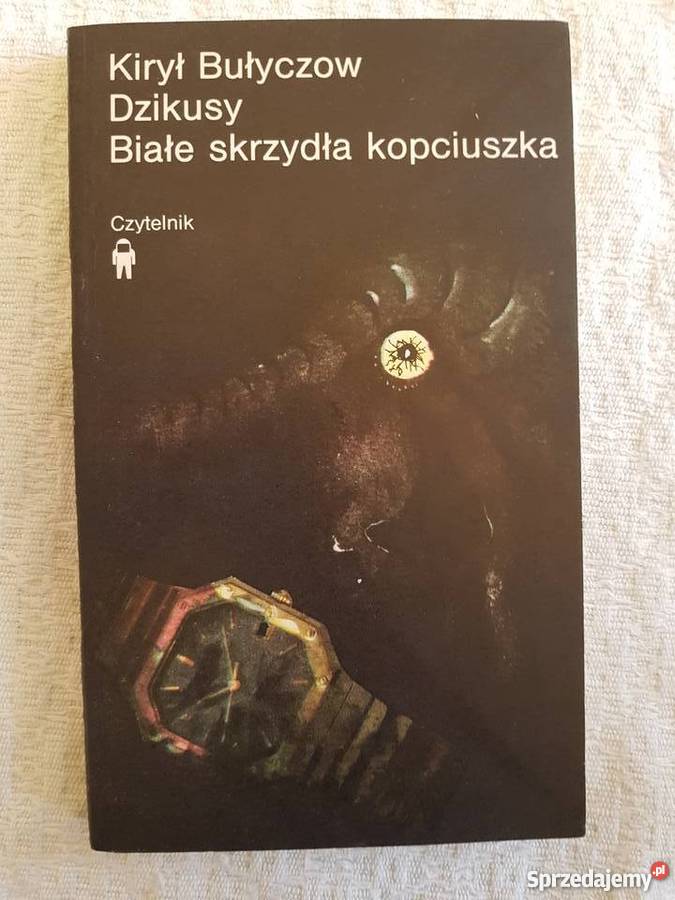 Kirył Bułyczow
Dzikusy
Białe skrzydła kopciuszka
Czytelnik
Sprzedajemy.pl